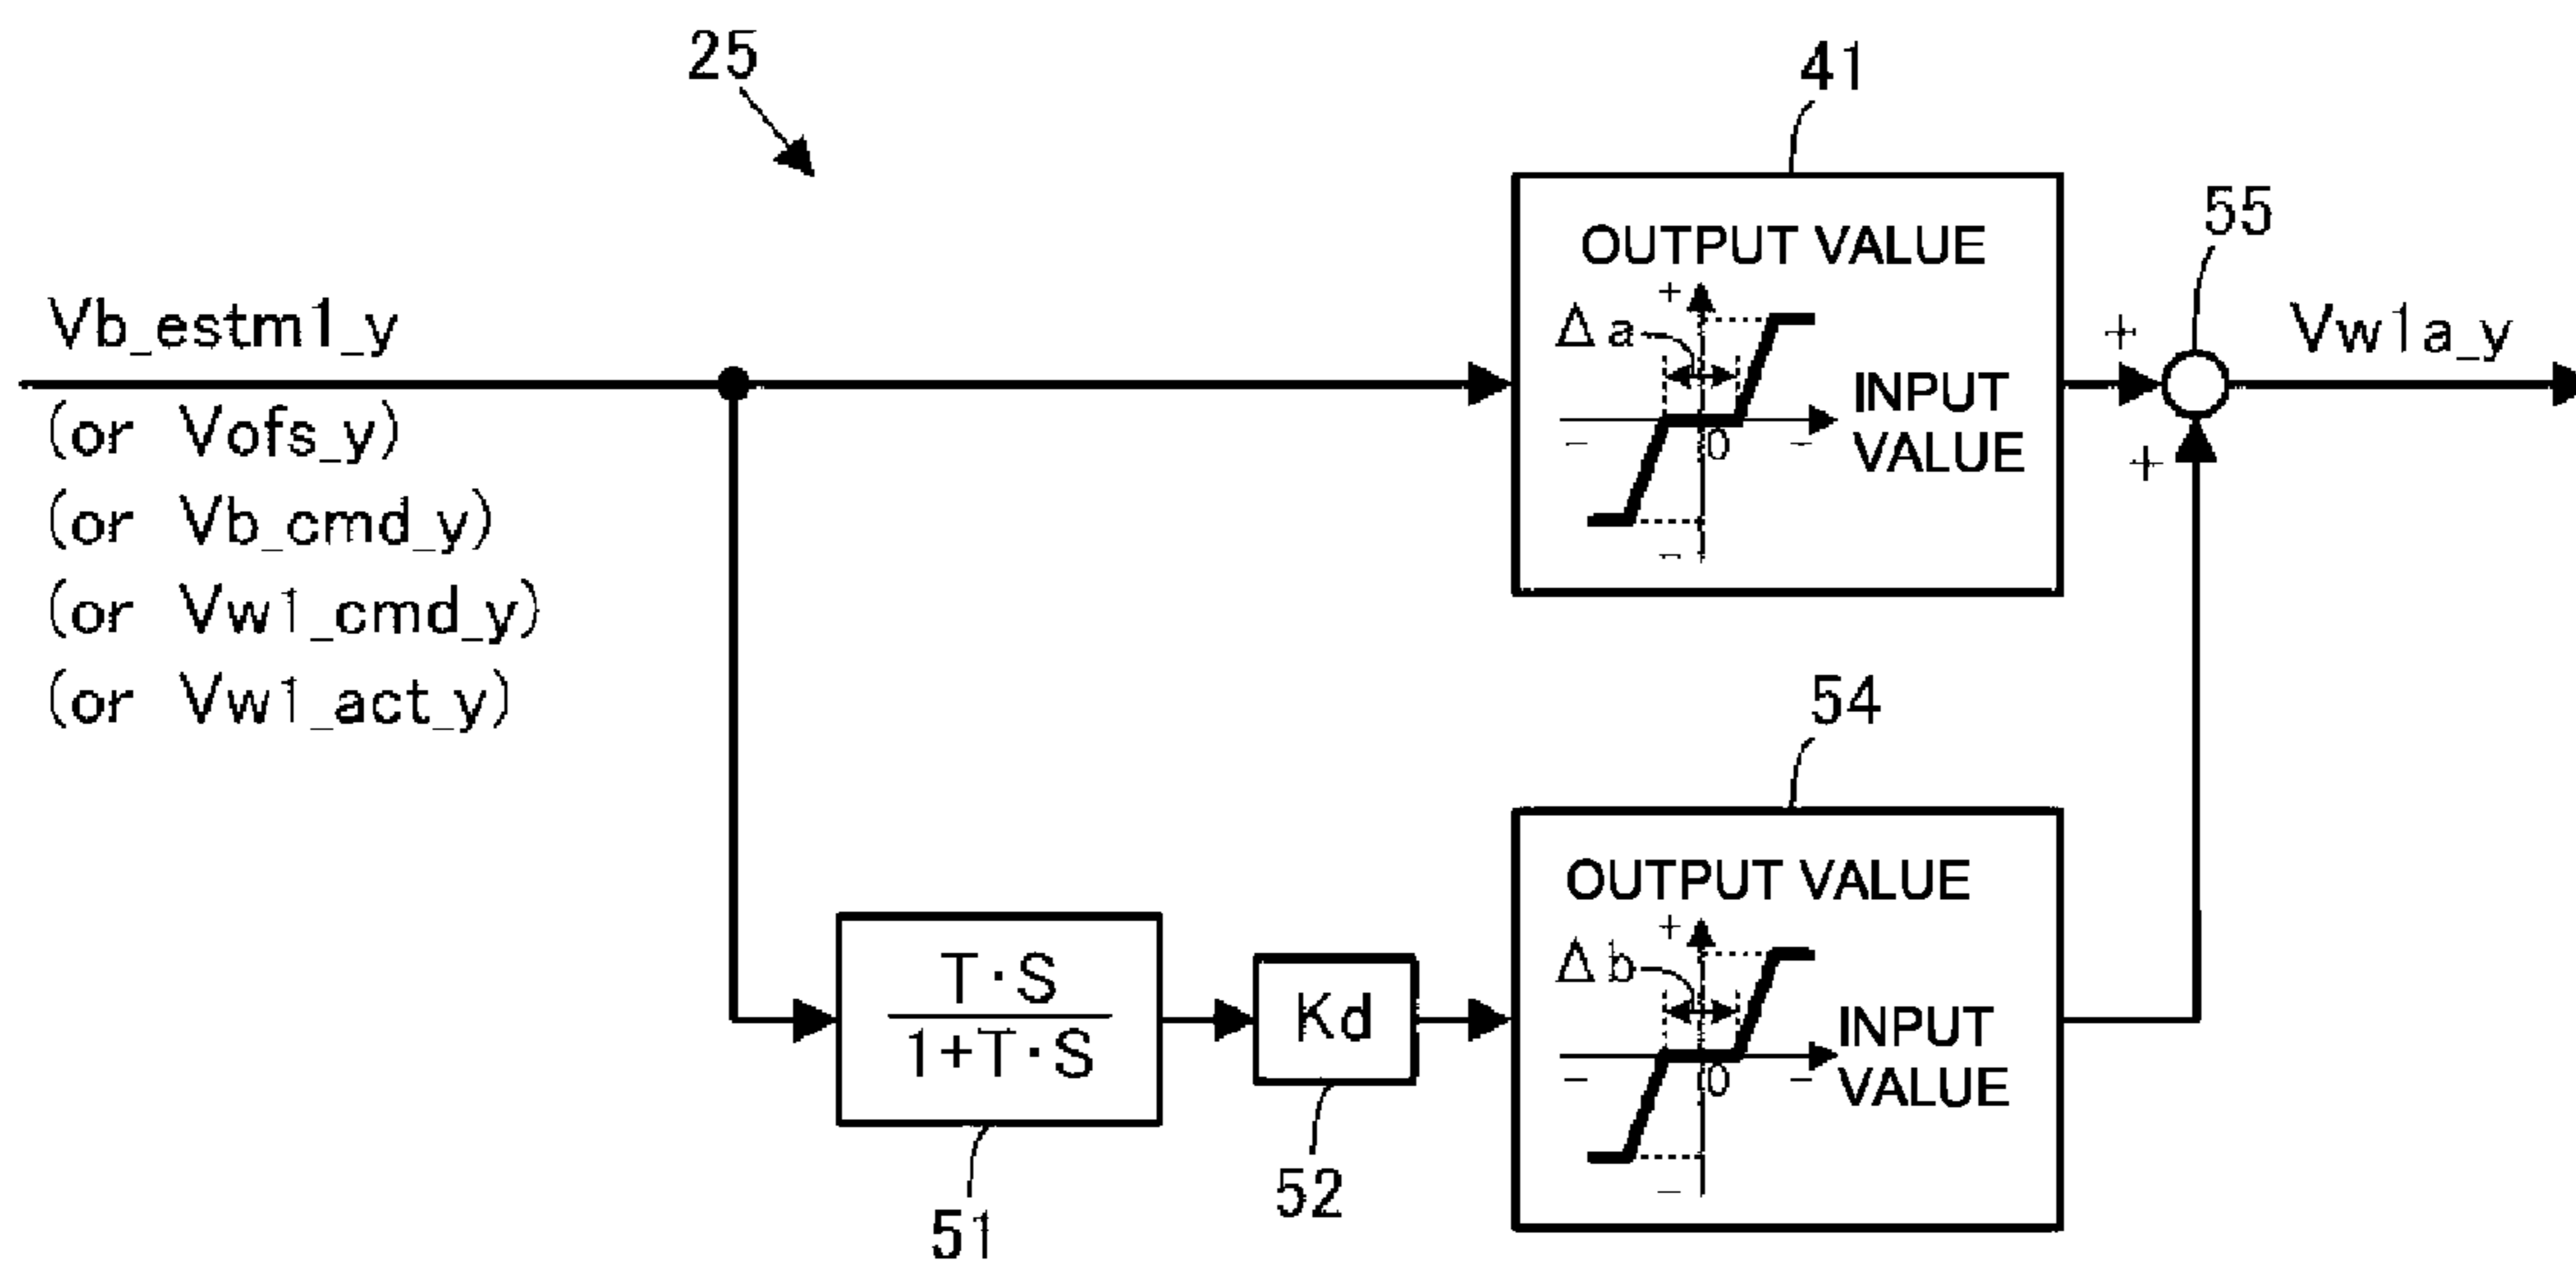 25
41
55
Vb_estm1_y
(or Vofs_y)
(or Vb_cmd_y)
(or Vw1_cmd_y)
(or Vw1_act_y)
OUTPUT VALUE
+
Δa
INPUT
VALUE
-
0
-
-
+
+
Vw1a_y
54
T·S
1+T·S
51
Kd
52
OUTPUT VALUE
+
Δb
INPUT
VALUE
-
0
-
-